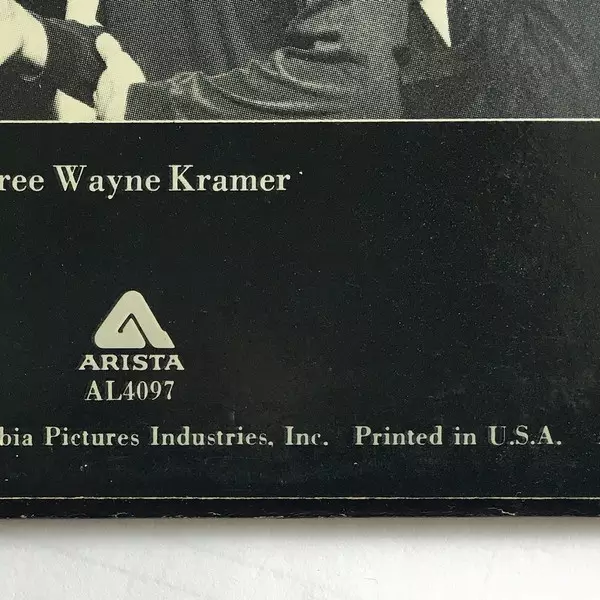 ree Wayne Kramer
ARISTA
AL4097
bia Pictures Industries, Inc. Printed in U.S.A.